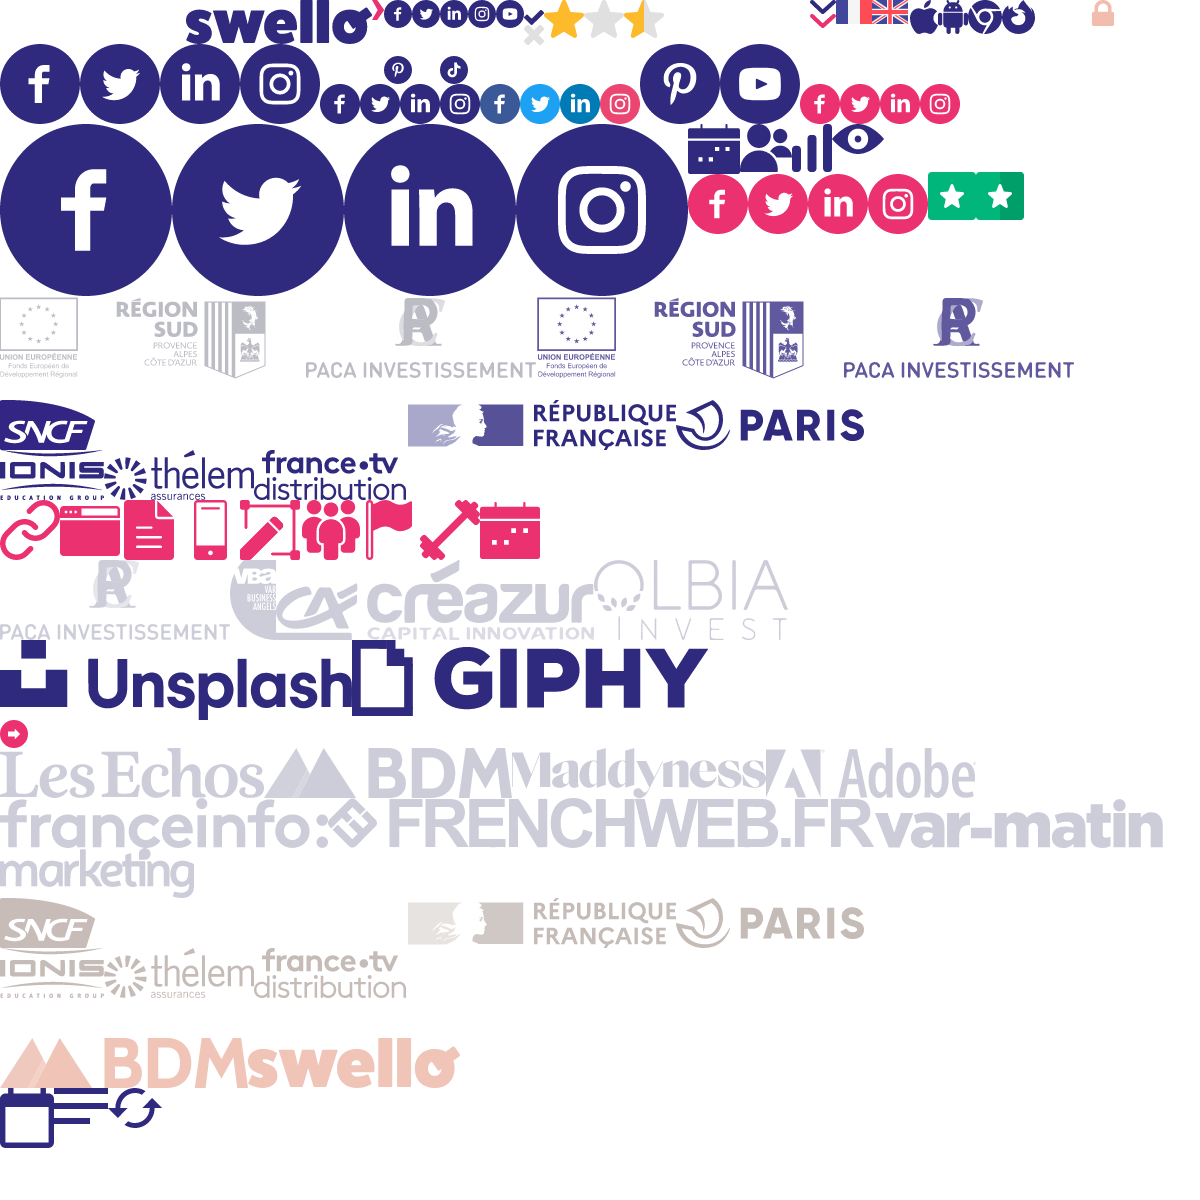 swello
UNION EUROPÉENNE
Fonds Européen de
Développement Régional
RÉGION
SUD
PROVENCE
ALPES
CÔTE D'AZUR
PACA INVESTISSEMENT
UNION EUROPÉENNE
Fonds Européen de
Développement Régional
RÉGION
SUD
PROVENCE
ALPES
CÔTE D'AZUR
PACA INVESTISSEMENT
SNCF
RÉPUBLIQUE
FRANÇAISE
PARIS
IONIS
EDUCATION GROUP
thélem
assurances
france•tv
distribution
PACA INVESTISSEMENT
VBA
VAR
BUSINESS
ANGELS
CA
créazur
CAPITAL INNOVATION
OLBIA
INVEST
Unsplash
GIPHY
Les Echos
BDM
Maddyness
Adobe
franceinfo:
FRENCHWEB.FR
var-matin
marketing
SNCF
RÉPUBLIQUE
FRANÇAISE
PARIS
IONIS
EDUCATION GROUP
thélem
assurances
france•tv
distribution
BDM
swello